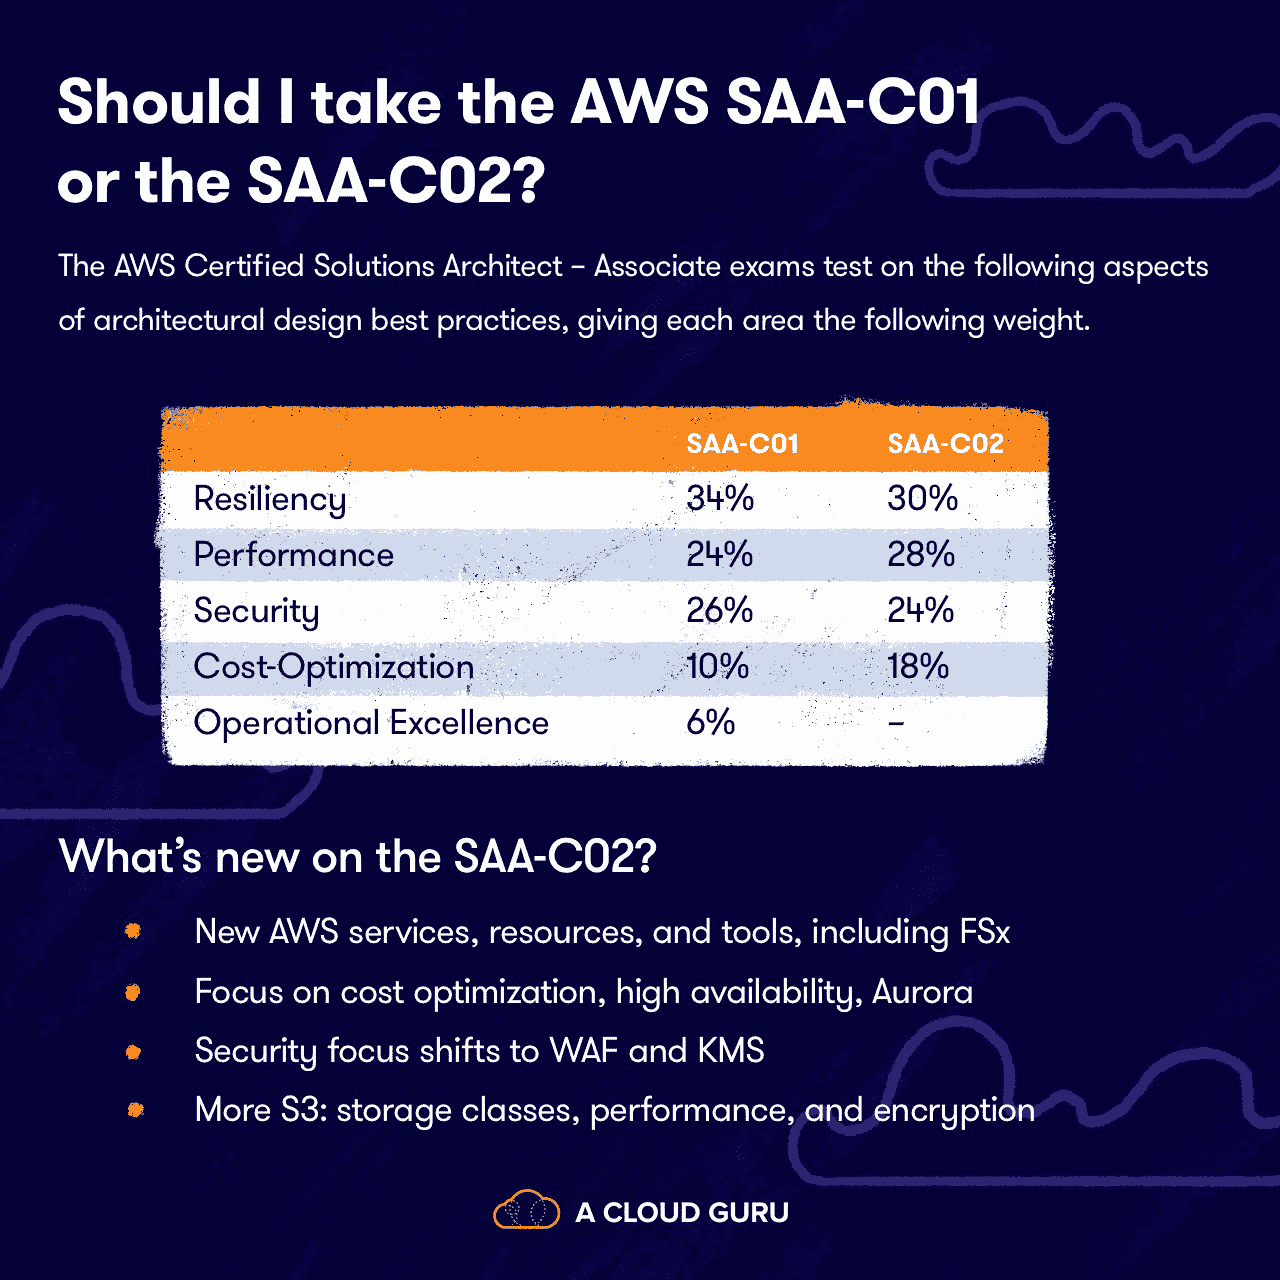 Should I take the AWS SAA-C01
or the SAA-C02?
The AWS Certified Solutions Architect – Associate exams test on the following aspects
of architectural design best practices, giving each area the following weight.
SAA-C01 SAA-C02
Resiliency 34% 30%
Performance 24% 28%
Security 26% 24%
Cost-Optimization 10% 18%
Operational Excellence 6% –
What's new on the SAA-C02?
New AWS services, resources, and tools, including FSx
Focus on cost optimization, high availability, Aurora
Security focus shifts to WAF and KMS
More S3: storage classes, performance, and encryption
A CLOUD GURU